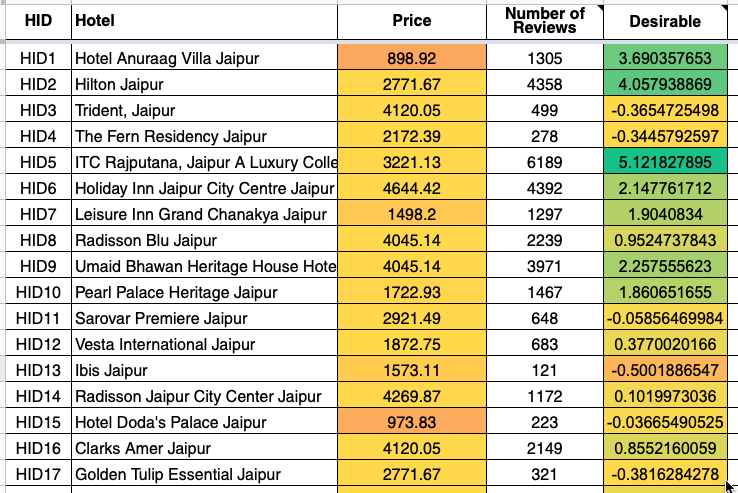 HID Hotel Price Number of Reviews Desirable
HID1 Hotel Anuraag Villa Jaipur 898.92 1305 3.690357653
HID2 Hilton Jaipur 2771.67 4358 4.057938869
HID3 Trident, Jaipur 4120.05 499 -0.3654725498
HID4 The Fern Residency Jaipur 2172.39 278 -0.3445792597
HID5 ITC Rajputana, Jaipur A Luxury Colle 3221.13 6189 5.121827895
HID6 Holiday Inn Jaipur City Centre Jaipur 4644.42 4392 2.147761712
HID7 Leisure Inn Grand Chanakya Jaipur 1498.2 1297 1.9040834
HID8 Radisson Blu Jaipur 4045.14 2239 0.9524737843
HID9 Umaid Bhawan Heritage House Hote 4045.14 3971 2.257555623
HID10 Pearl Palace Heritage Jaipur 1722.93 1467 1.860651655
HID11 Sarovar Premiere Jaipur 2921.49 648 -0.05856469984
HID12 Vesta International Jaipur 1872.75 683 0.3770020166
HID13 Ibis Jaipur 1573.11 121 -0.5001886547
HID14 Radisson Jaipur City Center Jaipur 4269.87 1172 0.1019973036
HID15 Hotel Doda's Palace Jaipur 973.83 223 -0.03665490525
HID16 Clarks Amer Jaipur 4120.05 2149 0.8552160059
HID17 Golden Tulip Essential Jaipur 2771.67 321 -0.3816284278